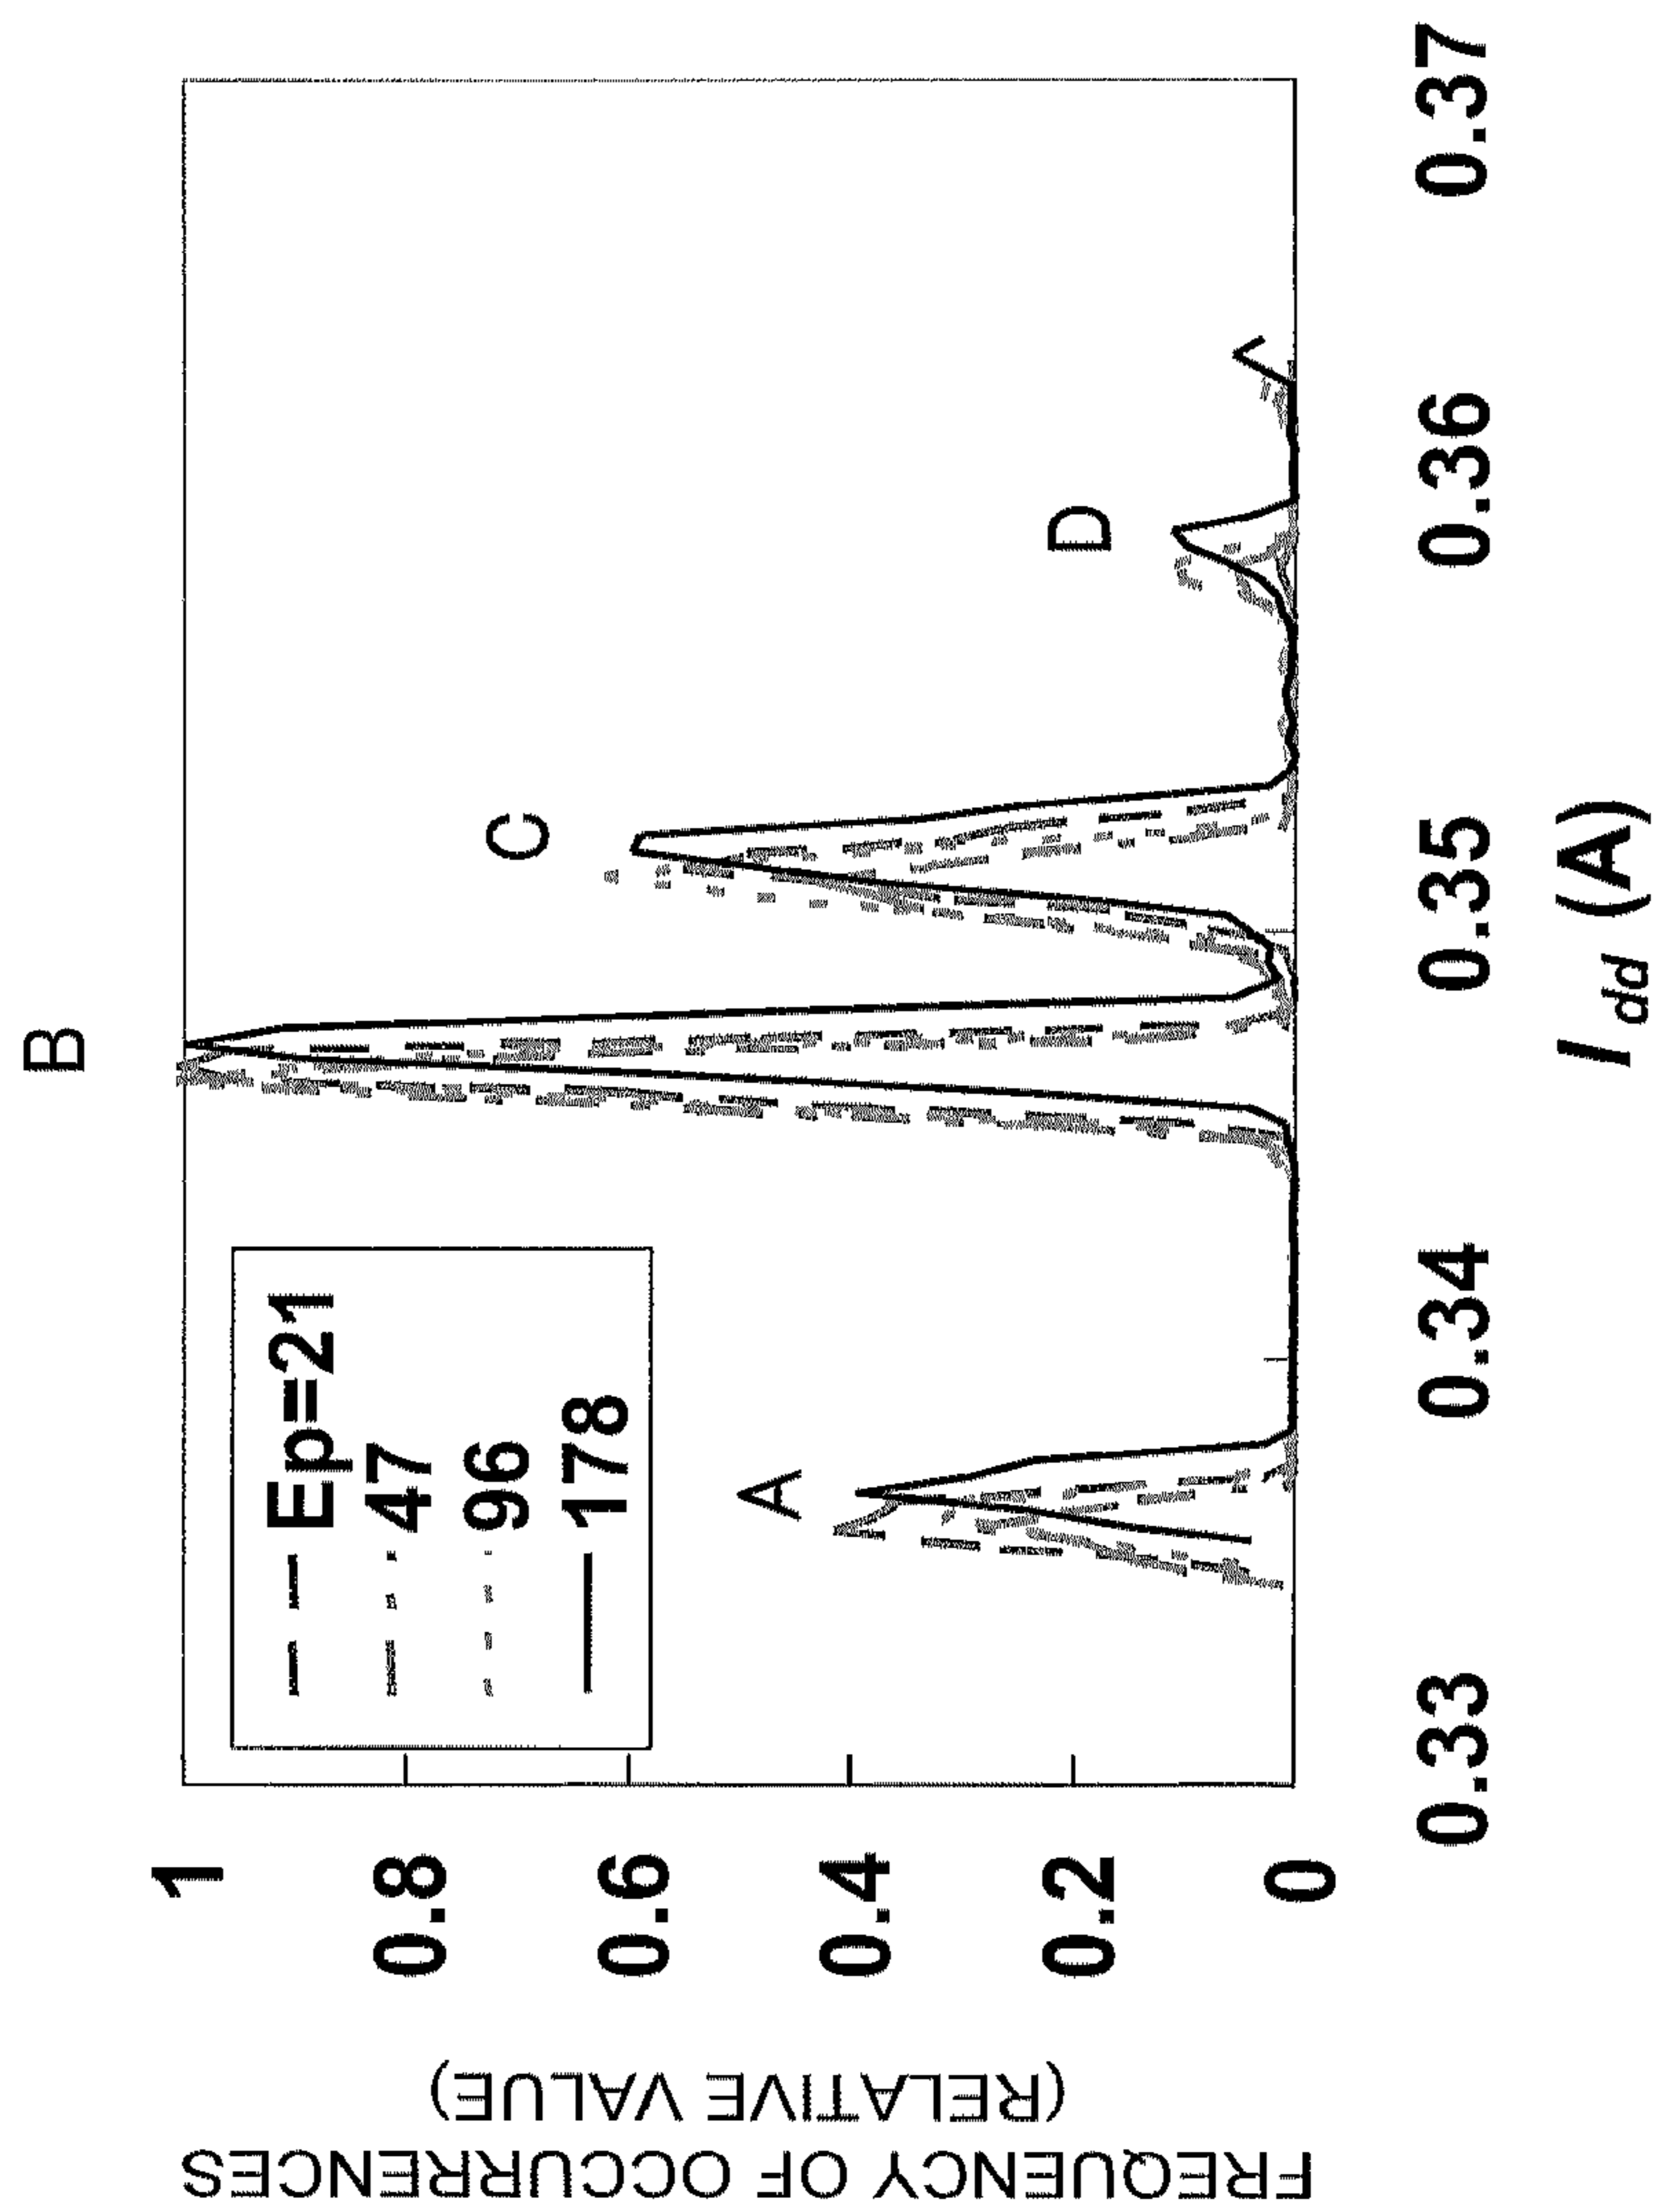 FREQUENCY OF OCCURRENCES
(RELATIVE VALUE)
1
0.8
0.6
0.4
0.2
0
Ep=21
47
96
178
A
B
C
D
0.33
0.34
0.35
0.36
0.37
I dd (A)